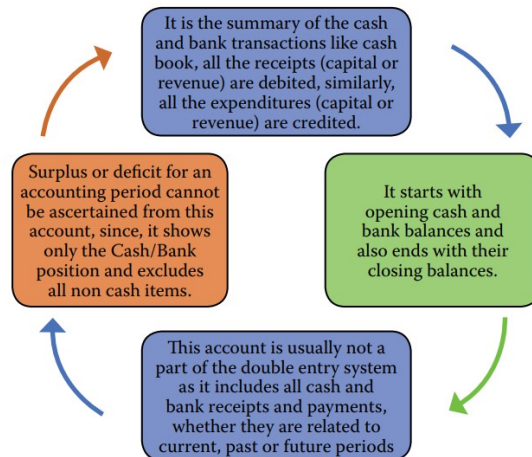 It is the summary of the cash
and bank transactions like cash
book, all the receipts (capital or
revenue) are debited, similarly,
all the expenditures (capital or
revenue) are credited.
It starts with
opening cash and
bank balances and
also ends with their
closing balances.
This account is usually not a
part of the double entry system
as it includes all cash and
bank receipts and payments,
whether they are related to
current, past or future periods
Surplus or deficit for an
accounting period cannot
be ascertained from this
account, since, it shows
only the Cash/Bank
position and excludes
all non cash items.